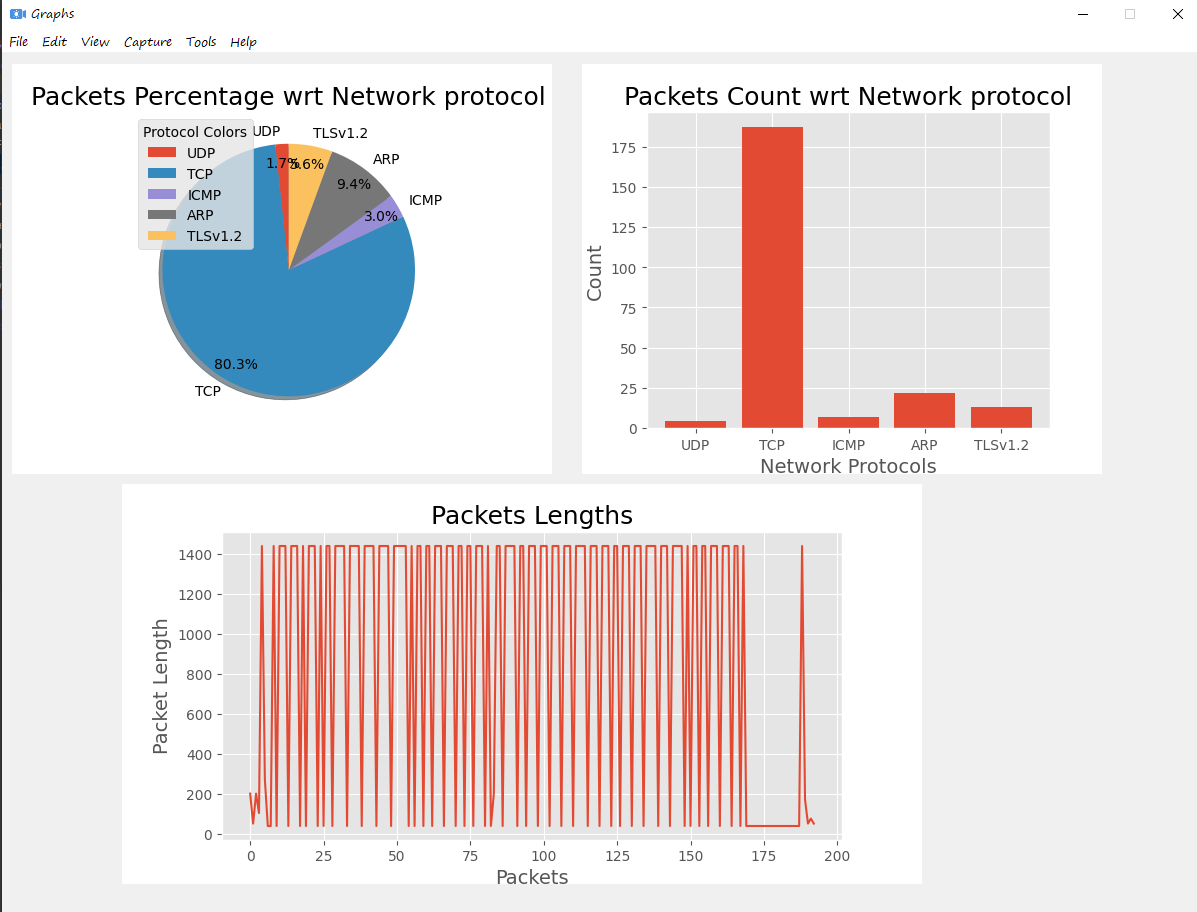 Graphs
File Edit View Capture Tools Help
Packets Percentage wrt Network protocol
Protocol Colors
UDP
TCP
ICMP
ARP
TLSv1.2
UDP
TLSv1.2
ARP
ICMP
TCP
1.7%
5.6%
9.4%
3.0%
80.3%
Packets Count wrt Network protocol
Count
175
150
125
100
75
50
25
0
UDP TCP ICMP ARP TLSv1.2
Network Protocols
Packets Lengths
Packet Length
1400
1200
1000
800
600
400
200
0
0 25 50 75 100 125 150 175 200
Packets